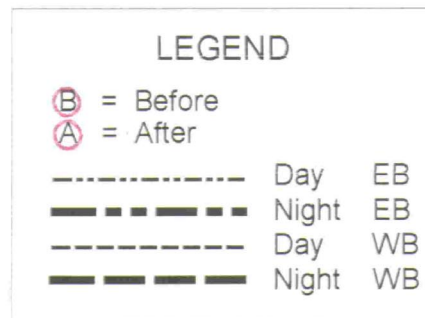 LEGEND
B = Before
A = After
Day EB
Night EB
Day WB
Night WB